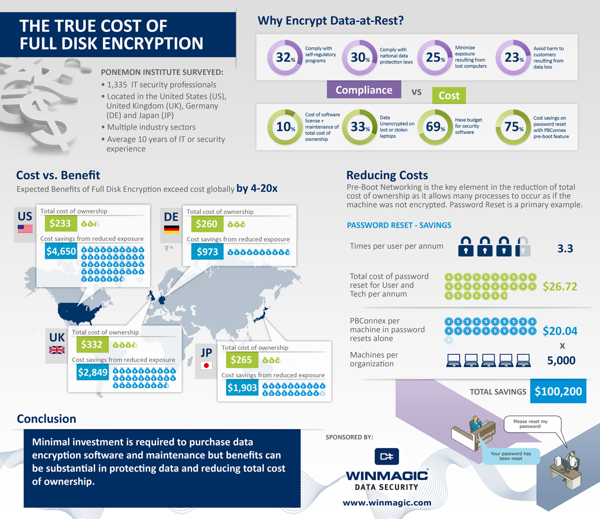 THE TRUE COST OF
FULL DISK ENCRYPTION
PONEMON INSTITUTE SURVEYED:
• 1,335 IT security professionals
• Located in the United States (US),
United Kingdom (UK), Germany
(DE) and Japan (JP)
• Multiple industry sectors
• Average 10 years of IT or security
experience
Why Encrypt Data-at-Rest?
32%
Comply with
self-regulatory
programs
30%
Comply with
national data
protection laws
25%
Minimize
exposure
resulting from
lost computers
23%
Avoid harm to
customers
resulting from
data loss
Compliance vs Cost
10%
Cost of software
license +
maintenance of
total cost of
ownership
33%
Data
Unencrypted on
lost or stolen
laptops
69%
Have budget
for security
software
75%
Cost savings on
password reset
with PBConnex
pre-boot feature
Cost vs. Benefit
Expected Benefits of Full Disk Encryption exceed cost globally by 4-20x
US
Total cost of ownership
$233
Cost savings from reduced exposure
$4,650
DE
Total cost of ownership
$260
Cost savings from reduced exposure
$973
UK
Total cost of ownership
$332
Cost savings from reduced exposure
$2,849
JP
Total cost of ownership
$265
Cost savings from reduced exposure
$1,903
Reducing Costs
Pre-Boot Networking is the key element in the reduction of total
cost of ownership as it allows many processes to occur as if the
machine was not encrypted. Password Reset is a primary example.
PASSWORD RESET - SAVINGS
Times per user per annum
3.3
Total cost of password
reset for User and
Tech per annum
$26.72
PBConnex per
machine in password
resets alone
$20.04
x
Machines per
organization
5,000
TOTAL SAVINGS $100,200
Please reset my
password!
Your password has
been reset
Conclusion
Minimal investment is required to purchase data
encryption software and maintenance but benefits can
be substantial in protecting data and reducing total cost
of ownership.
SPONSORED BY:
WINMAGIC
DATA SECURITY
www.winmagic.com